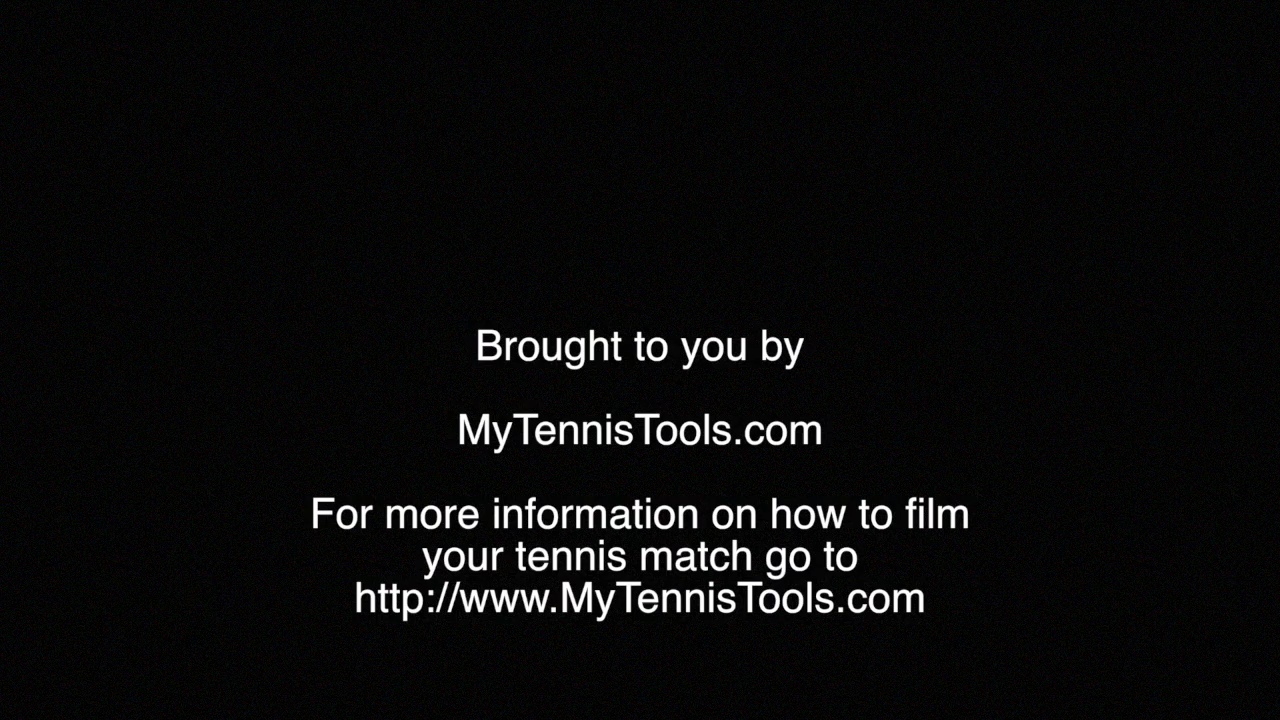 Brought to you by
MyTennisTools.com
For more information on how to film
your tennis match go to
http://www.MyTennisTools.com